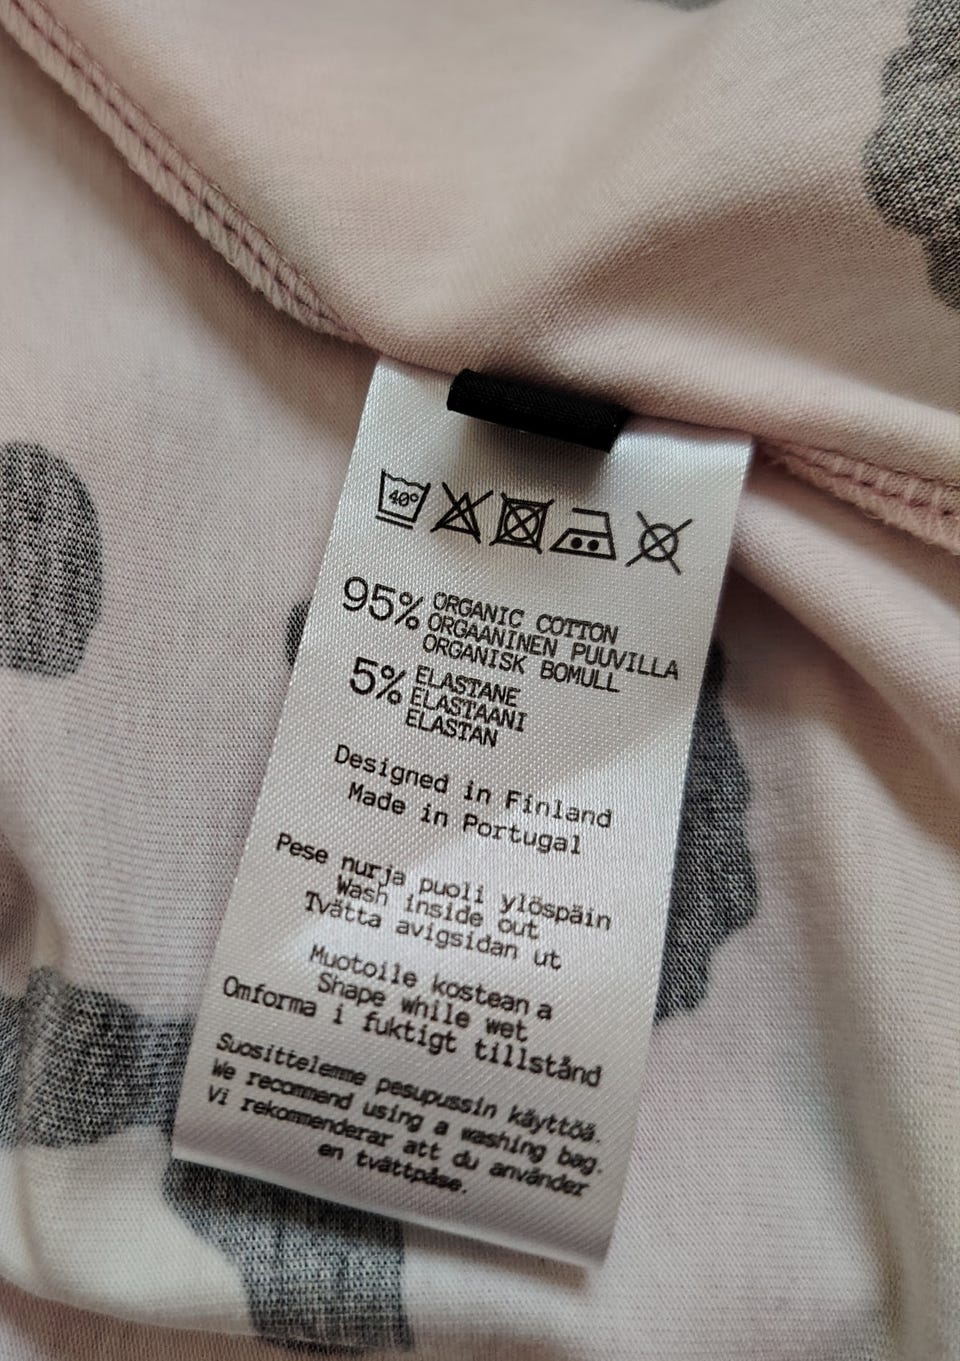 40°
95% ORGANIC COTTON
ORGAANINEN PUUVILLA
ORGANISK BOMULL
5% ELASTANE
ELASTAANI
ELASTAN
Designed in Finland
Made in Portugal
Pese nurja puoli ylöspäin
Wash inside out
Tvätta avigsidan ut
Muotoile kosteana
Shape while wet
Omforma i fuktigt tillstånd
Suosittelemme pesupussin käyttöä.
We recommend using a washing bag.
Vi rekommenderar att du använder
en tvättpåse.